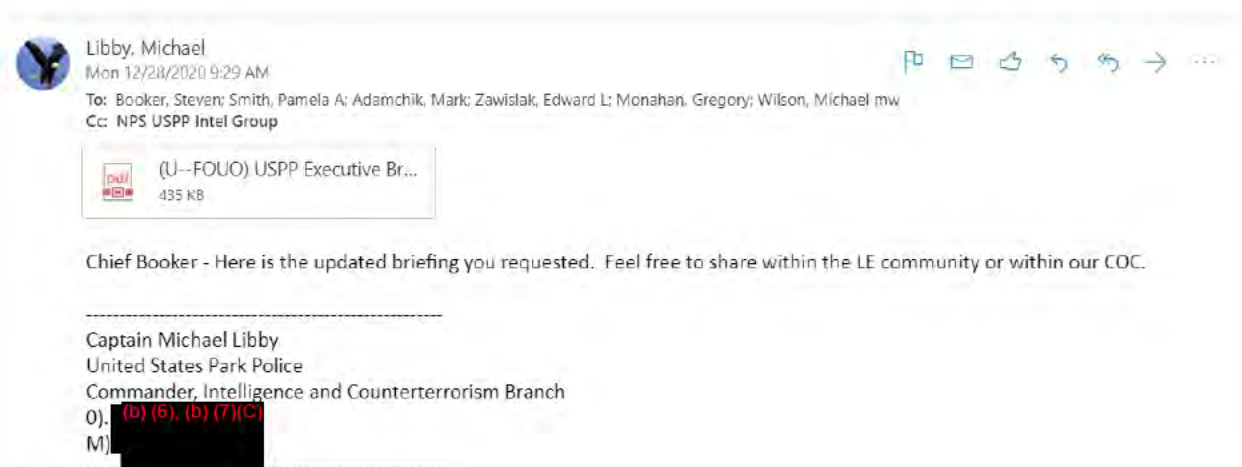 Libby, Michael
Mon 12/28/2020 9:29 AM
To: Booker, Steven; Smith, Pamela A; Adamchik, Mark; Zawislak, Edward L; Monahan, Gregory; Wilson, Michael mw
Cc: NPS USPP Intel Group
pdf
(U--FOUO) USPP Executive Br...
435 KB
Chief Booker - Here is the updated briefing you requested. Feel free to share within the LE community or within our COC.
-----------------------------------------------------
Captain Michael Libby
United States Park Police
Commander, Intelligence and Counterterrorism Branch
O). (b) (6), (b) (7)(C)
M)